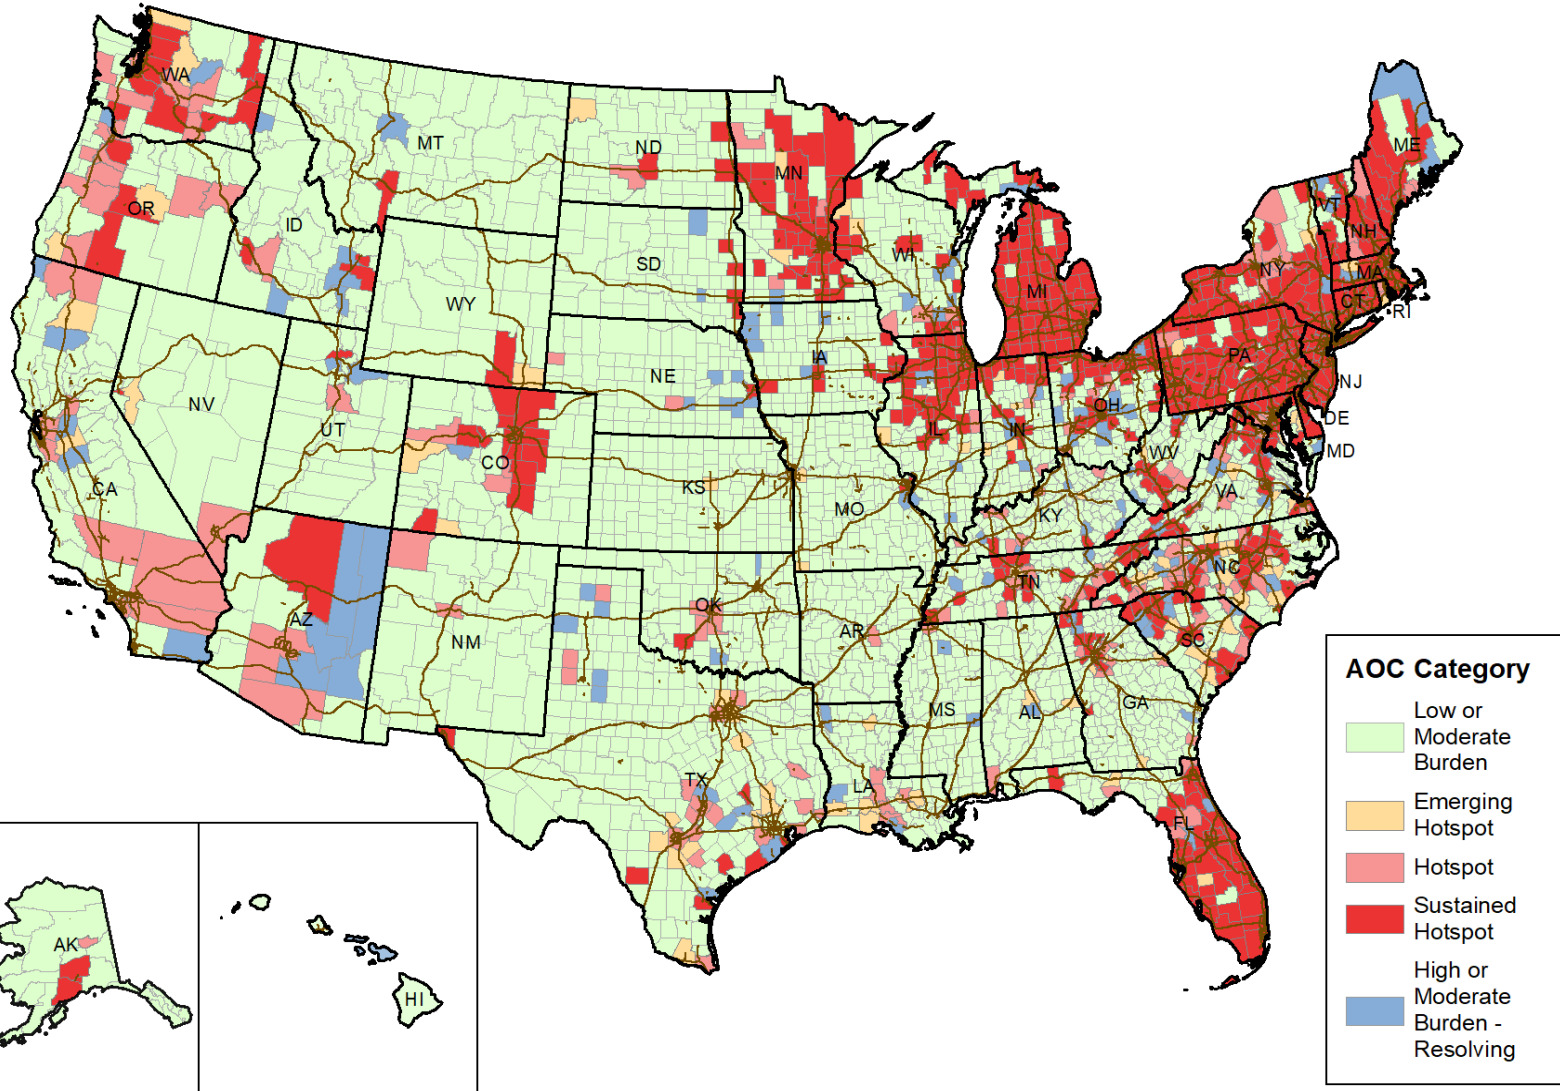 WA
MT
ND
MN
ME
OR
ID
SD
WI
VT
NH
NY
MA
MI
CT
RI
WY
IA
PA
NE
NJ
NV
UT
CO
IL
IN
OH
DE
MD
WV
CA
KS
MO
KY
VA
AZ
NM
OK
AR
TN
NC
SC
MS
AL
GA
TX
LA
FL
AK
HI
AOC Category
Low or
Moderate
Burden
Emerging
Hotspot
Hotspot
Sustained
Hotspot
High or
Moderate
Burden -
Resolving